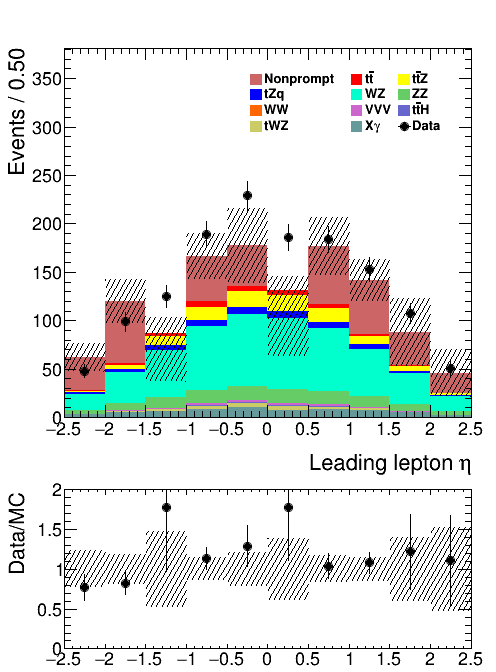 Events / 0.50
350
300
250
200
150
100
50
0
Nonprompt
tt̄
tt̄Z
tZq
WZ
ZZ
WW
VVV
tt̄H
tWZ
Xγ
Data
−2.5 −2 −1.5 −1 −0.5 0 0.5 1 1.5 2 2.5
Leading lepton η
Data/MC
2
1.5
1
0.5
0
−2.5 −2 −1.5 −1 −0.5 0 0.5 1 1.5 2 2.5